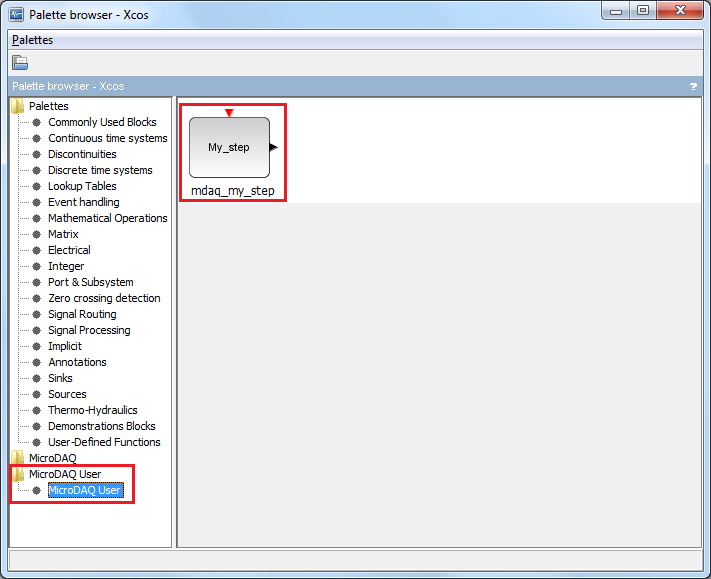 Palette browser - Xcos
Palettes
Palette browser - Xcos
?
Palettes
Commonly Used Blocks
Continuous time systems
Discontinuities
Discrete time systems
Lookup Tables
Event handling
Mathematical Operations
Matrix
Electrical
Integer
Port & Subsystem
Zero crossing detection
Signal Routing
Signal Processing
Implicit
Annotations
Sinks
Sources
Thermo-Hydraulics
Demonstrations Blocks
User-Defined Functions
MicroDAQ
MicroDAQ User
MicroDAQ User
My_step
mdaq_my_step